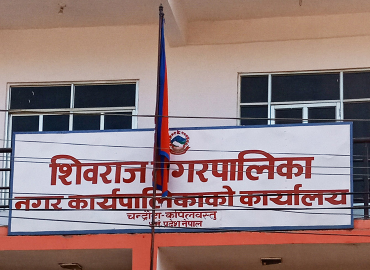 शिवराज नगरपालिका
नगर कार्यपालिकाको कार्यालय
चन्द्रौटा-कपिलवस्तु
प्रदेश नेपाल